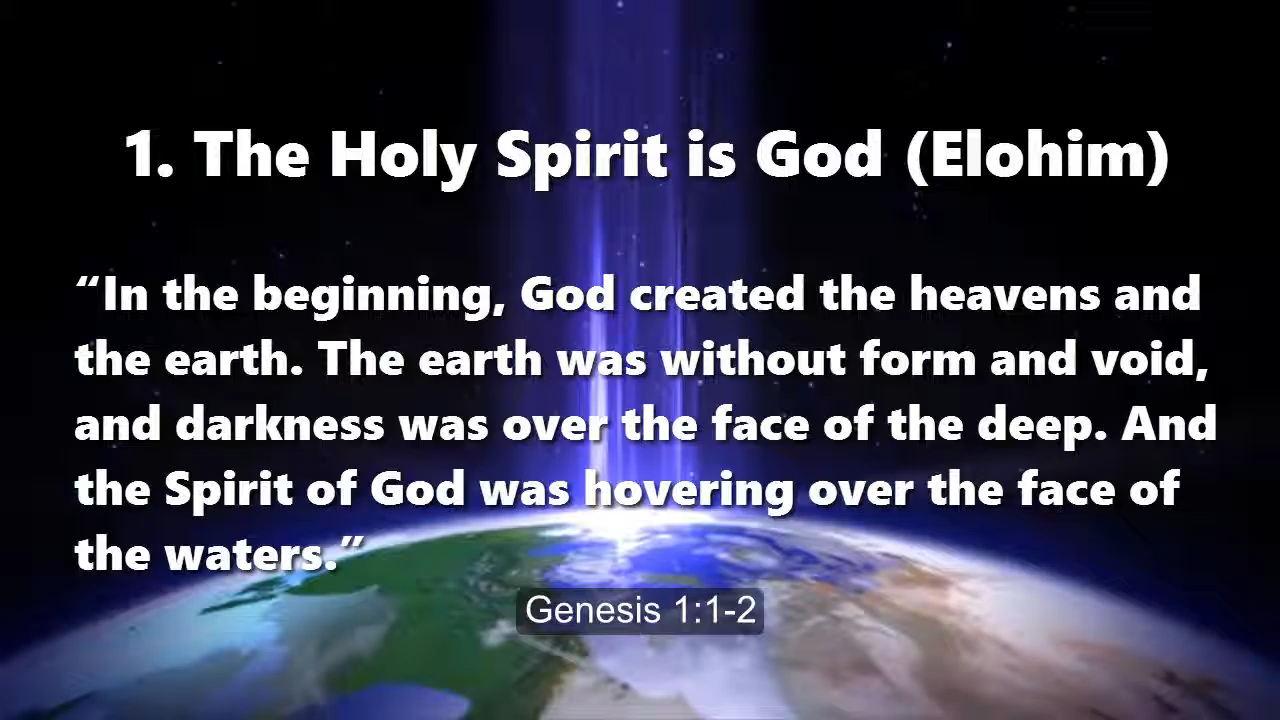 1. The Holy Spirit is God (Elohim)
“In the beginning, God created the heavens and
the earth. The earth was without form and void,
and darkness was over the face of the deep. And
the Spirit of God was hovering over the face of
the waters.”
Genesis 1:1-2